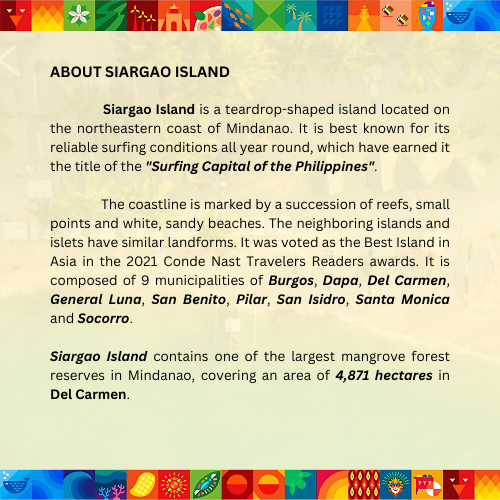 ABOUT SIARGAO ISLAND
Siargao Island is a teardrop-shaped island located on
the northeastern coast of Mindanao. It is best known for its
reliable surfing conditions all year round, which have earned it
the title of the "Surfing Capital of the Philippines".
The coastline is marked by a succession of reefs, small
points and white, sandy beaches. The neighboring islands and
islets have similar landforms. It was voted as the Best Island in
Asia in the 2021 Conde Nast Travelers Readers awards. It is
composed of 9 municipalities of Burgos, Dapa, Del Carmen,
General Luna, San Benito, Pilar, San Isidro, Santa Monica
and Socorro.
Siargao Island contains one of the largest mangrove forest
reserves in Mindanao, covering an area of 4,871 hectares in
Del Carmen.